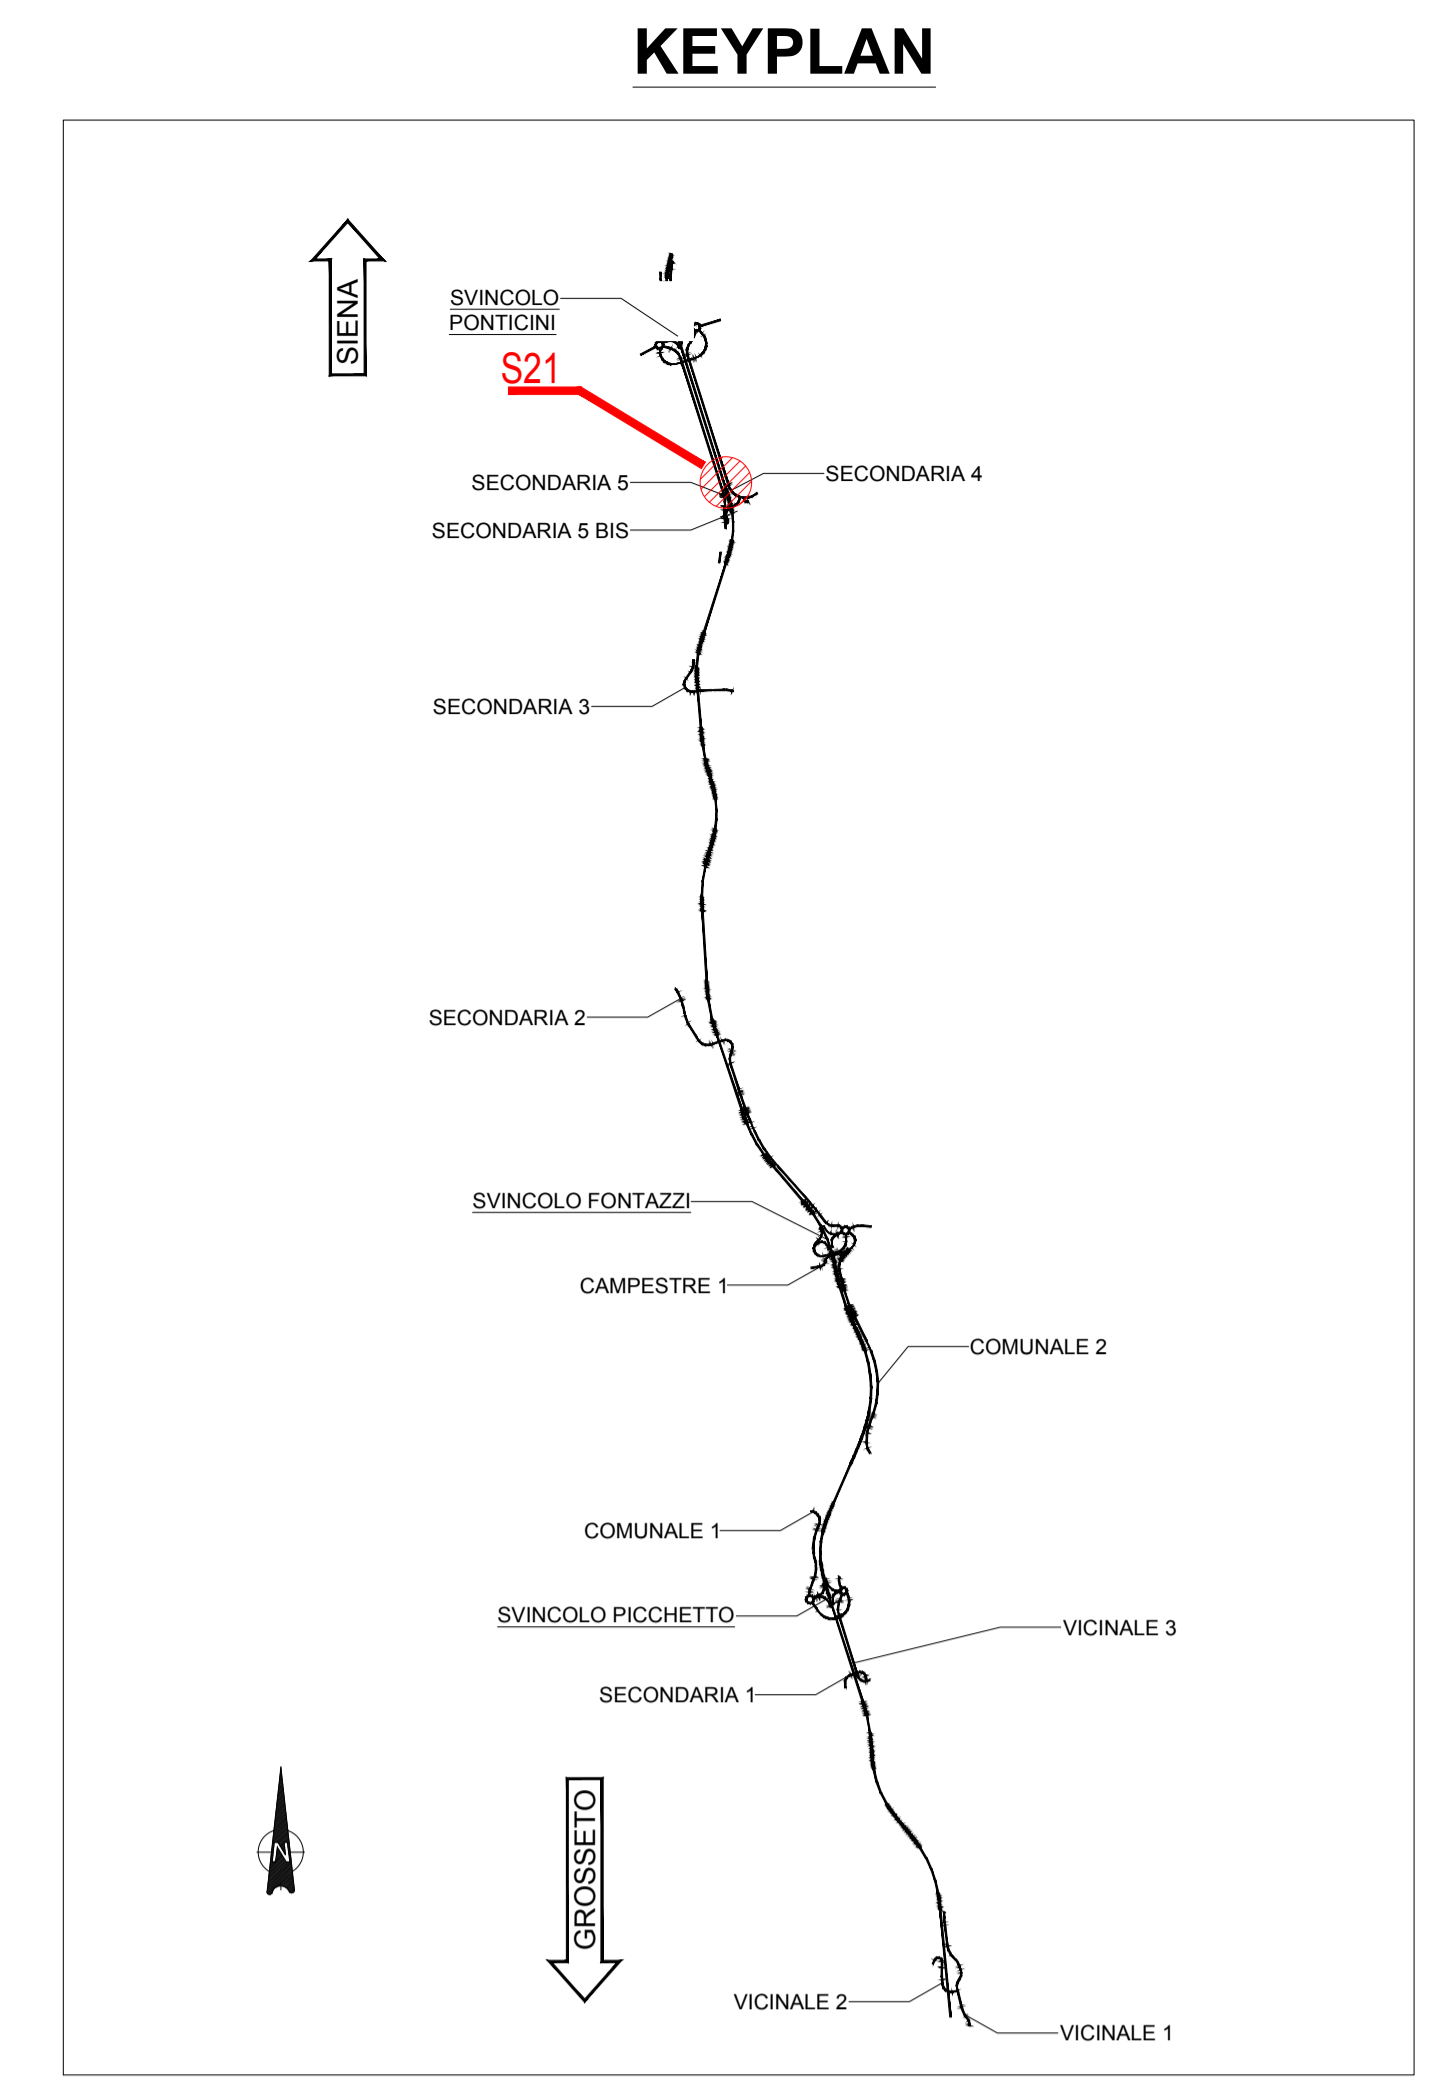 KEYPLAN
SIENA
SVINCOLO
PONTICINI
S21
SECONDARIA 5
SECONDARIA 4
SECONDARIA 5 BIS
SECONDARIA 3
SECONDARIA 2
SVINCOLO FONTAZZI
CAMPESTRE 1
COMUNALE 2
COMUNALE 1
SVINCOLO PICCHETTO
VICINALE 3
SECONDARIA 1
N
GROSSETO
VICINALE 2
VICINALE 1